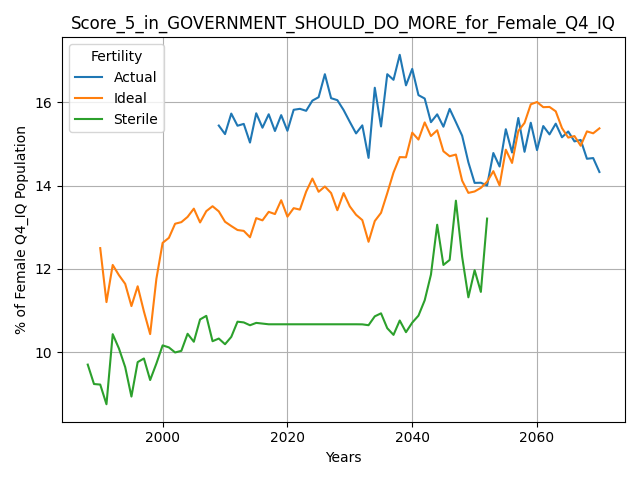 Score_5_in_GOVERNMENT_SHOULD_DO_MORE_for_Female_Q4_IQ
Fertility
Actual
Ideal
Sterile
% of Female Q4_IQ Population
16
14
12
10
2000
2020
2040
2060
Years